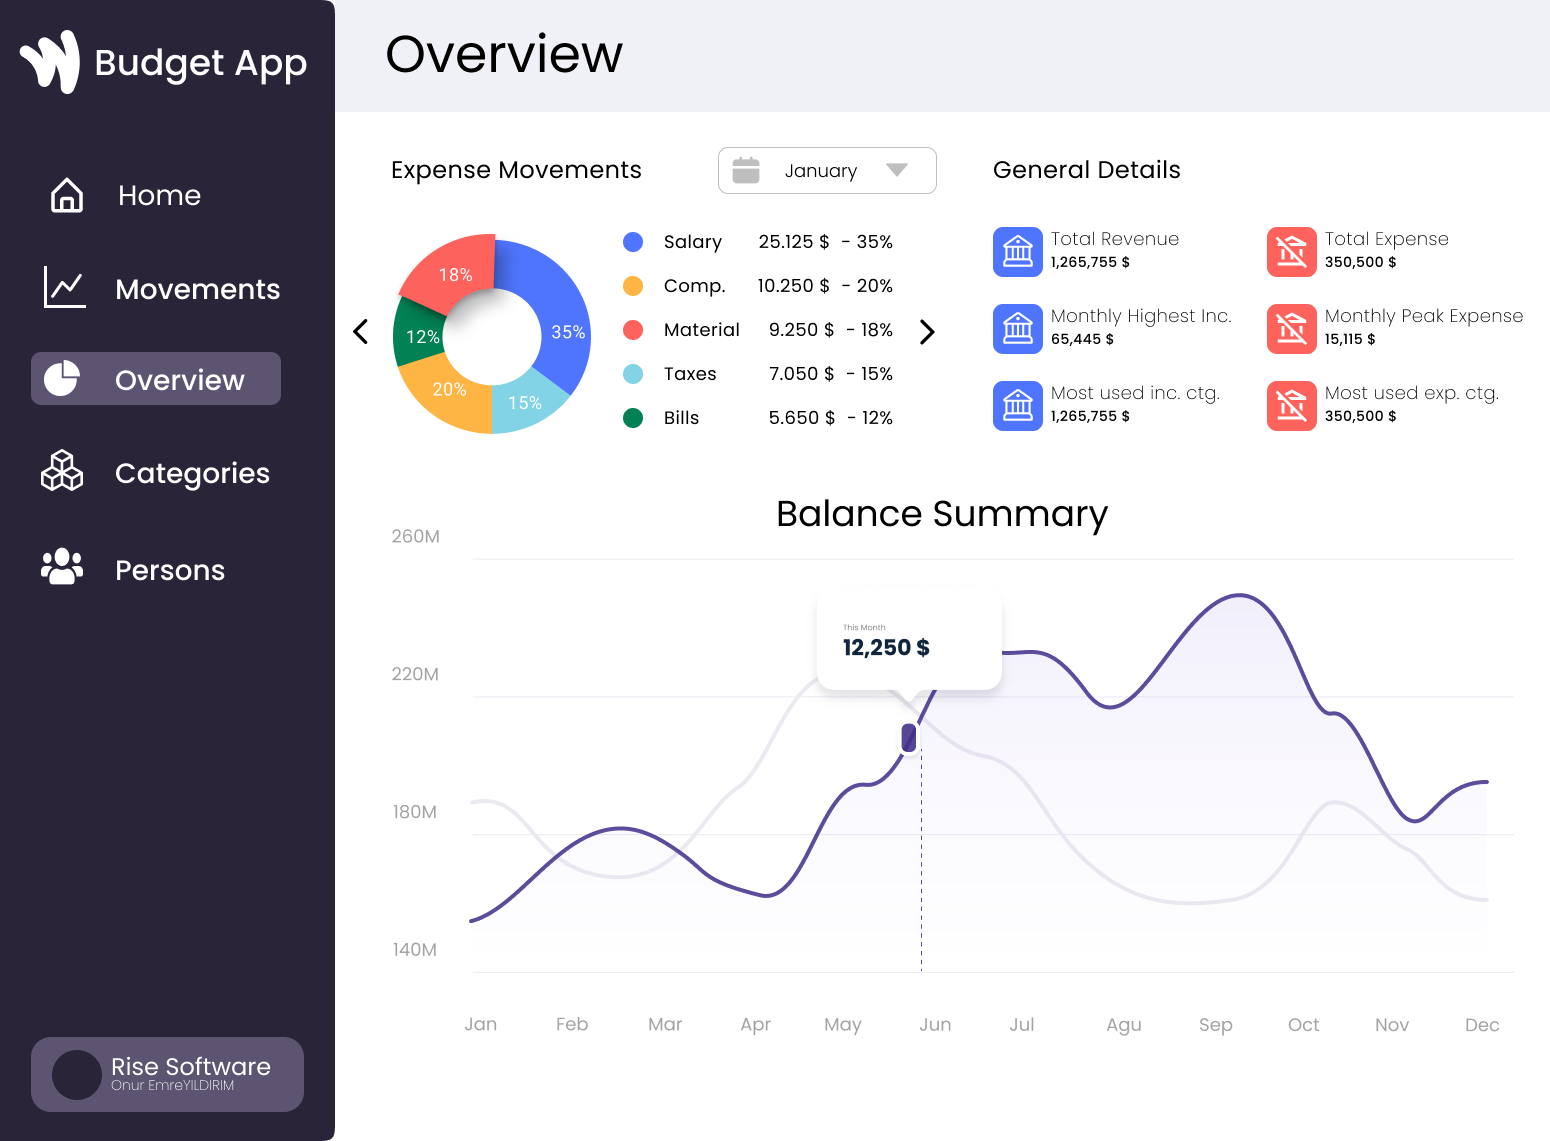 Budget App
Home
Movements
Overview
Categories
Persons
Rise Software
Onur EmreYILDIRIM
Overview
Expense Movements
January
18%
35%
12%
20%
15%
Salary 25.125 $ - 35%
Comp. 10.250 $ - 20%
Material 9.250 $ - 18%
Taxes 7.050 $ - 15%
Bills 5.650 $ - 12%
General Details
Total Revenue
1,265,755 $
Total Expense
350,500 $
Monthly Highest Inc.
65,445 $
Monthly Peak Expense
15,115 $
Most used inc. ctg.
1,265,755 $
Most used exp. ctg.
350,500 $
Balance Summary
260M
220M
180M
140M
This Month
12,250 $
Jan Feb Mar Apr May Jun Jul Agu Sep Oct Nov Dec